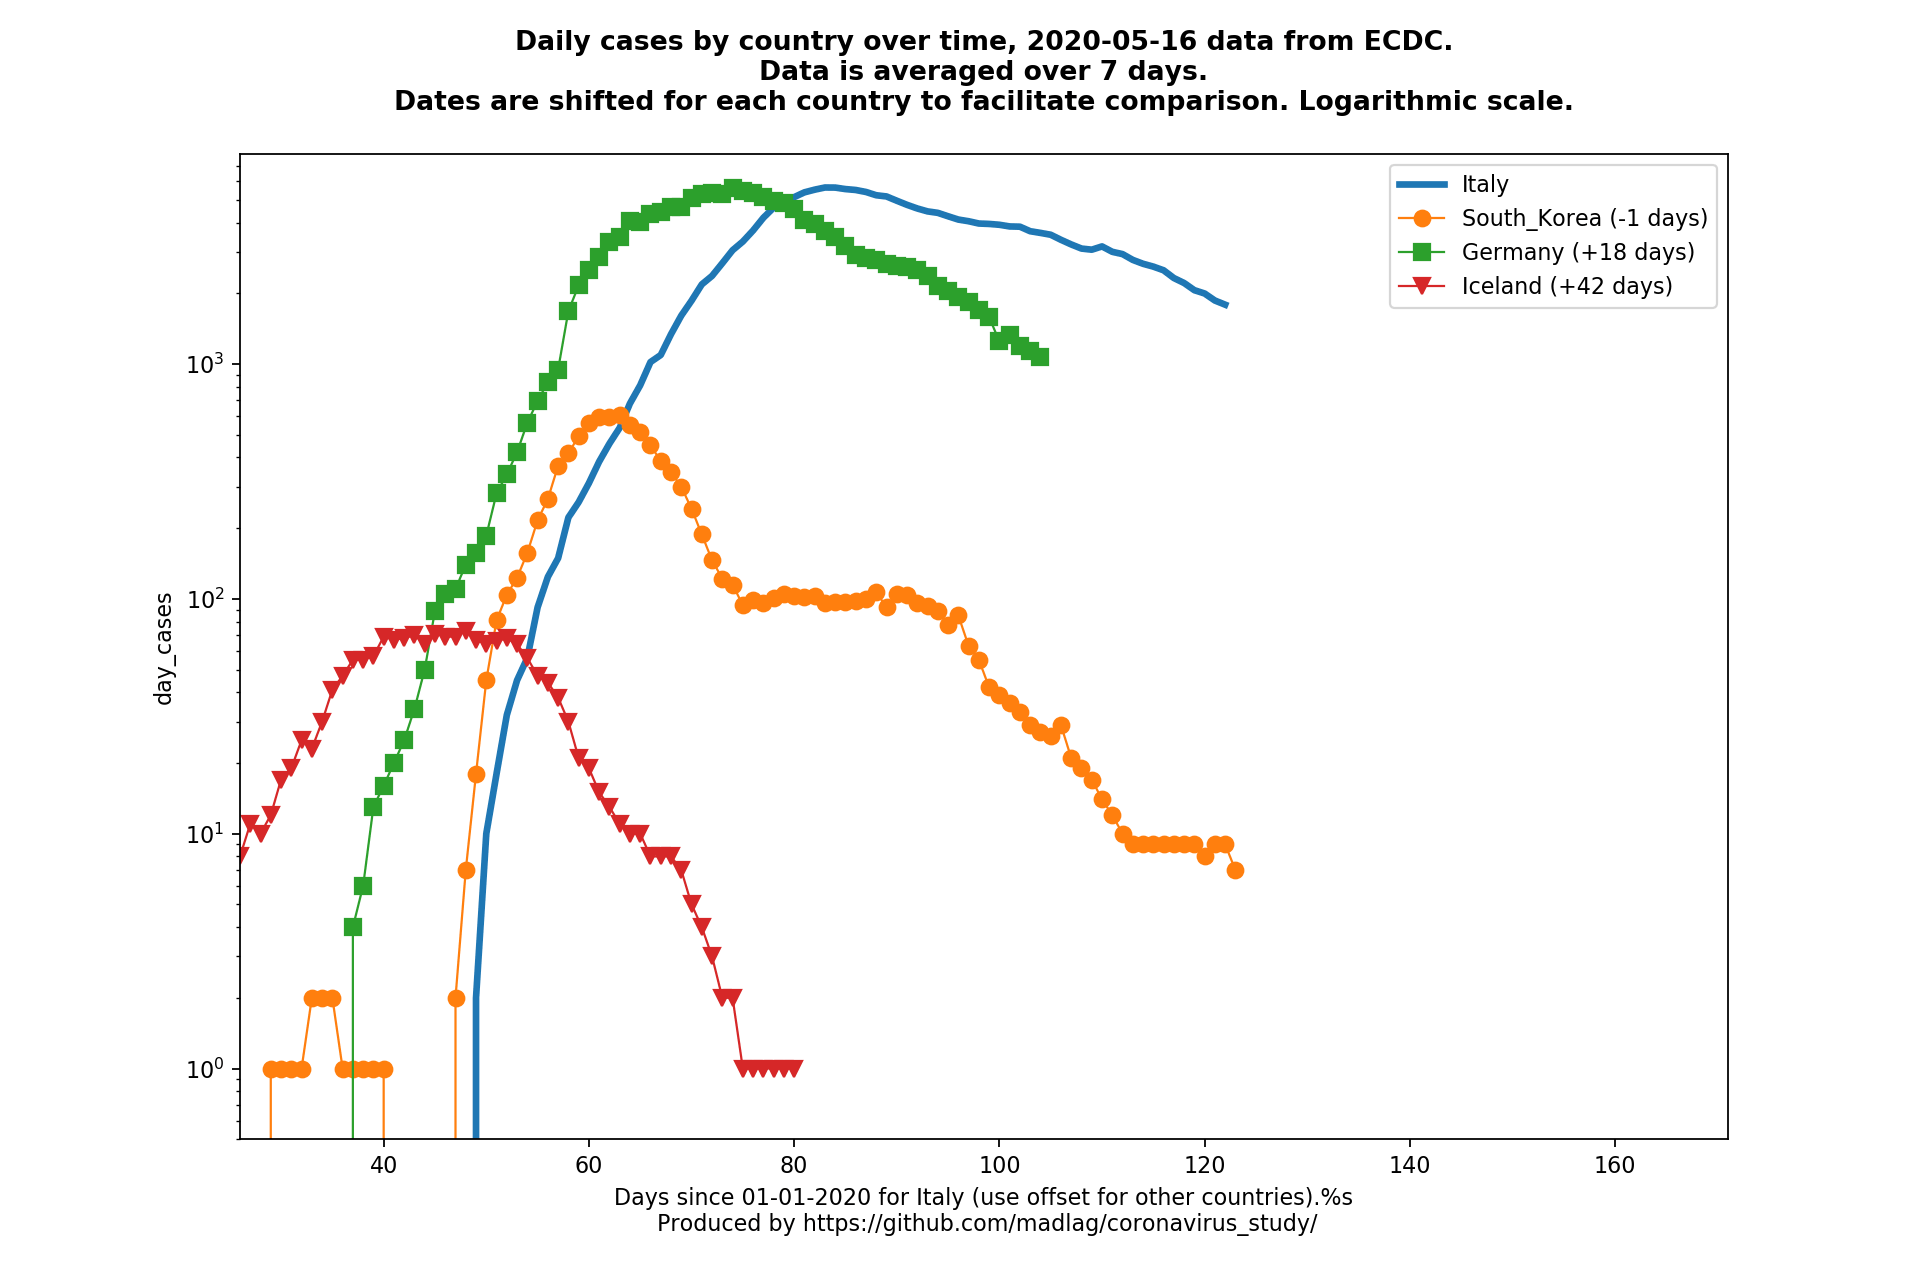 Daily cases by country over time, 2020-05-16 data from ECDC.
Data is averaged over 7 days.
Dates are shifted for each country to facilitate comparison. Logarithmic scale.
Italy
South_Korea (-1 days)
Germany (+18 days)
Iceland (+42 days)
day_cases
10³
10²
10¹
10⁰
40 60 80 100 120 140 160
Days since 01-01-2020 for Italy (use offset for other countries).%s
Produced by https://github.com/madlag/coronavirus_study/